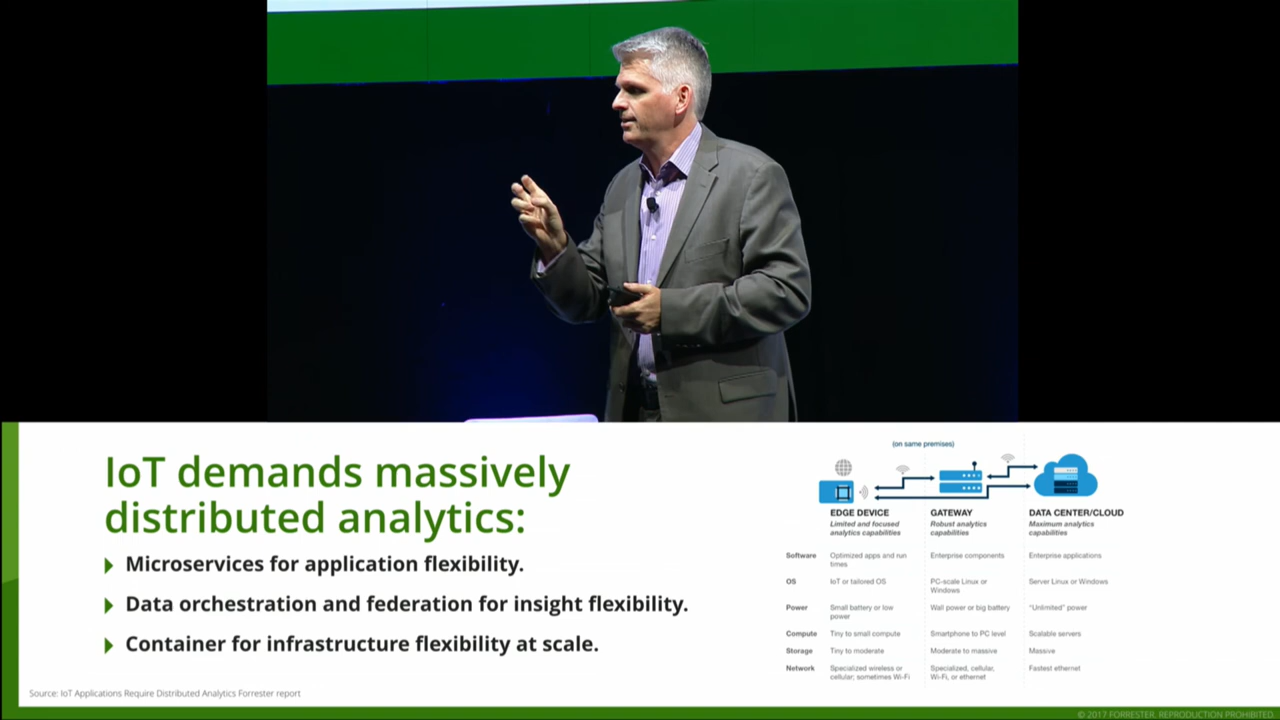 IoT demands massively
distributed analytics:
Microservices for application flexibility.
Data orchestration and federation for insight flexibility.
Container for infrastructure flexibility at scale.
Source: IoT Applications Require Distributed Analytics Forrester report
(on same premises)
EDGE DEVICE GATEWAY DATA CENTER/CLOUD
Limited and focused Robust analytics Maximum analytics
analytics capabilities capabilities capabilities
Software Optimized apps and run Enterprise components Enterprise applications
times
OS IoT or tailored OS PC-scale Linux or Server Linux or Windows
Windows
Power Small battery or low Wall power or big battery "Unlimited" power
power
Compute Tiny to small compute Smartphone to PC level Scalable servers
Storage Tiny to moderate Moderate to massive Massive
Network Specialized wireless or Specialized, cellular, Fastest ethernet
cellular; sometimes Wi-Fi Wi-Fi, or ethernet
© 2017 FORRESTER. REPRODUCTION PROHIBITED.